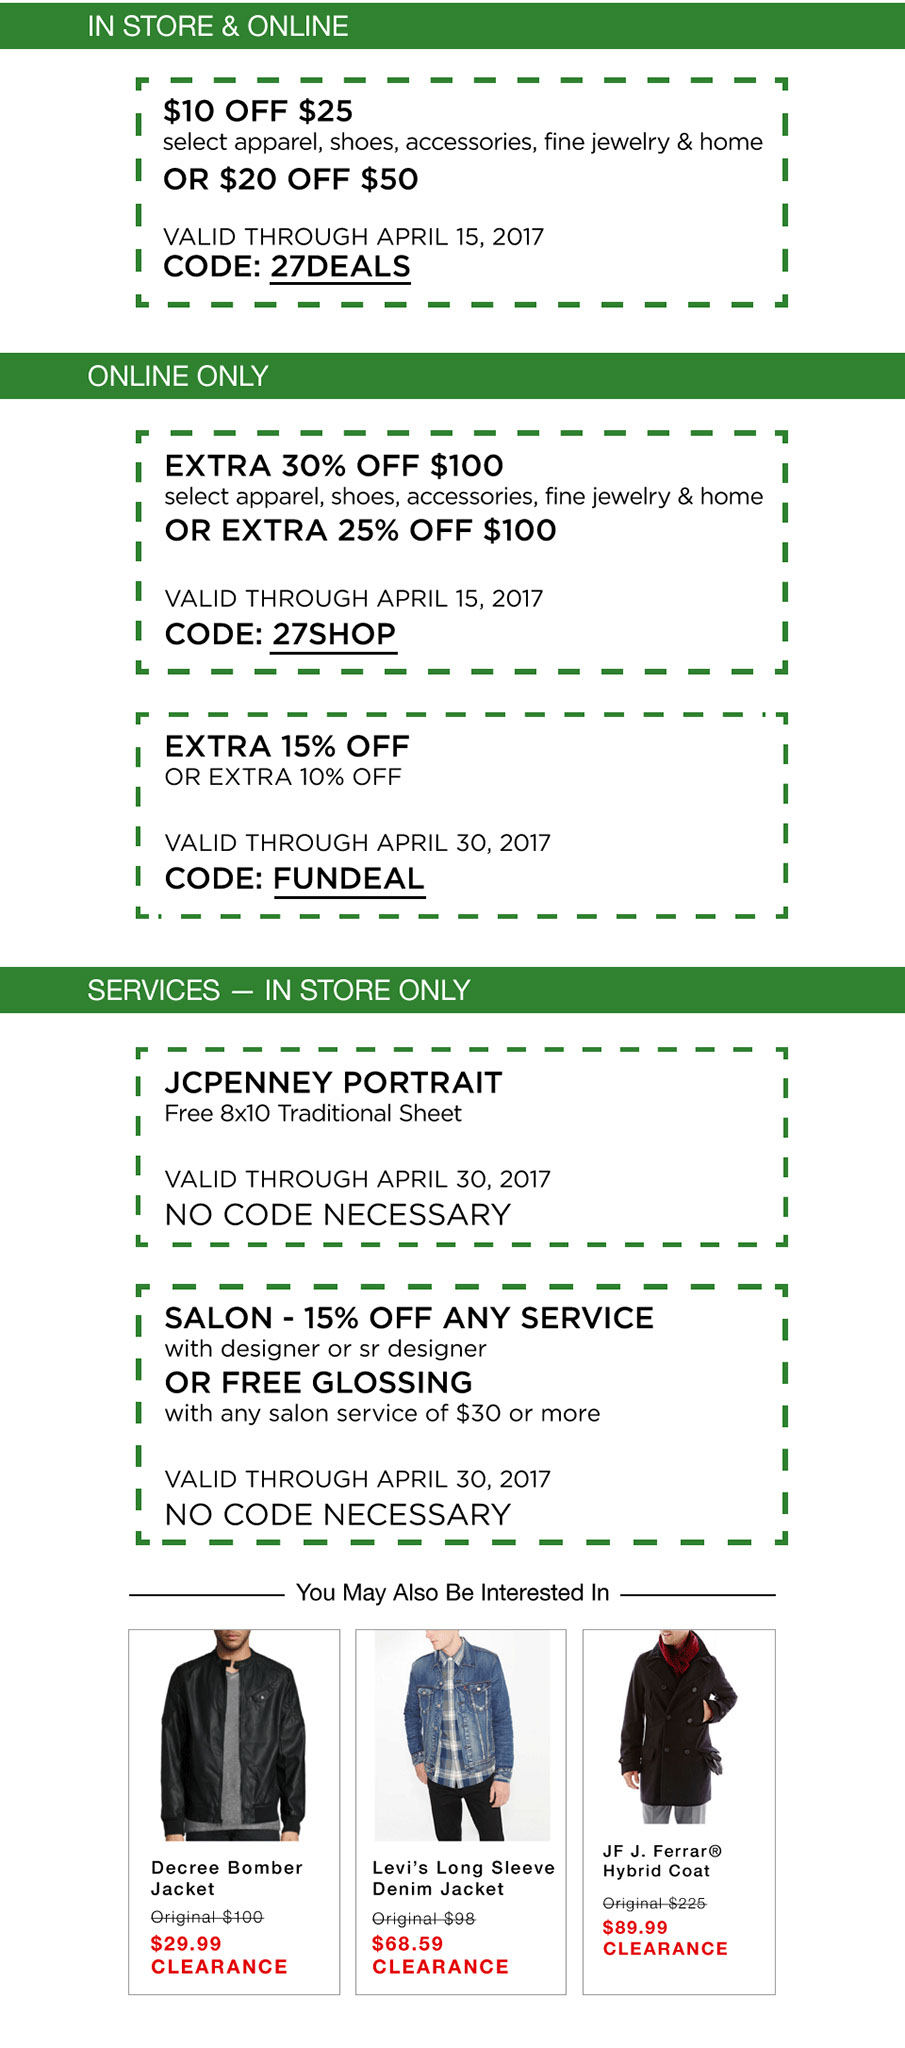 IN STORE & ONLINE
$10 OFF $25
select apparel, shoes, accessories, fine jewelry & home
OR $20 OFF $50
VALID THROUGH APRIL 15, 2017
CODE: 27DEALS
ONLINE ONLY
EXTRA 30% OFF $100
select apparel, shoes, accessories, fine jewelry & home
OR EXTRA 25% OFF $100
VALID THROUGH APRIL 15, 2017
CODE: 27SHOP
EXTRA 15% OFF
OR EXTRA 10% OFF
VALID THROUGH APRIL 30, 2017
CODE: FUNDEAL
SERVICES — IN STORE ONLY
JCPENNEY PORTRAIT
Free 8x10 Traditional Sheet
VALID THROUGH APRIL 30, 2017
NO CODE NECESSARY
SALON - 15% OFF ANY SERVICE
with designer or sr designer
OR FREE GLOSSING
with any salon service of $30 or more
VALID THROUGH APRIL 30, 2017
NO CODE NECESSARY
You May Also Be Interested In
Decree Bomber
Jacket
Original $100
$29.99
CLEARANCE
Levi's Long Sleeve
Denim Jacket
Original $98
$68.59
CLEARANCE
JF J. Ferrar®
Hybrid Coat
Original $225
$89.99
CLEARANCE